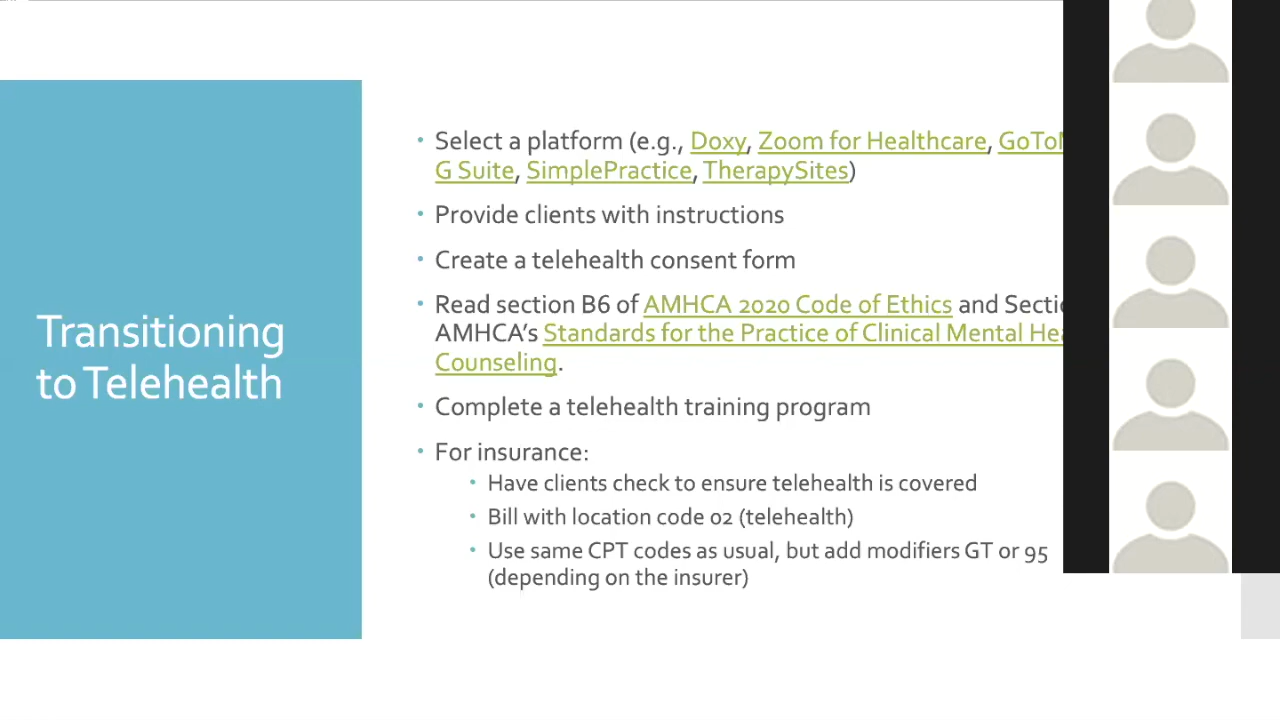 Transitioning
to Telehealth
• Select a platform (e.g., Doxy, Zoom for Healthcare,
G Suite, SimplePractice, TherapySites)
• Provide clients with instructions
• Create a telehealth consent form
• Read section B6 of AMHCA 2020 Code of Ethics and
AMHCA’s Standards for the Practice of Clinical Mental
Counseling.
• Complete a telehealth training program
• For insurance:
• Have clients check to ensure telehealth is covered
• Bill with location code 02 (telehealth)
• Use same CPT codes as usual, but add modifiers GT or 95
(depending on the insurer)